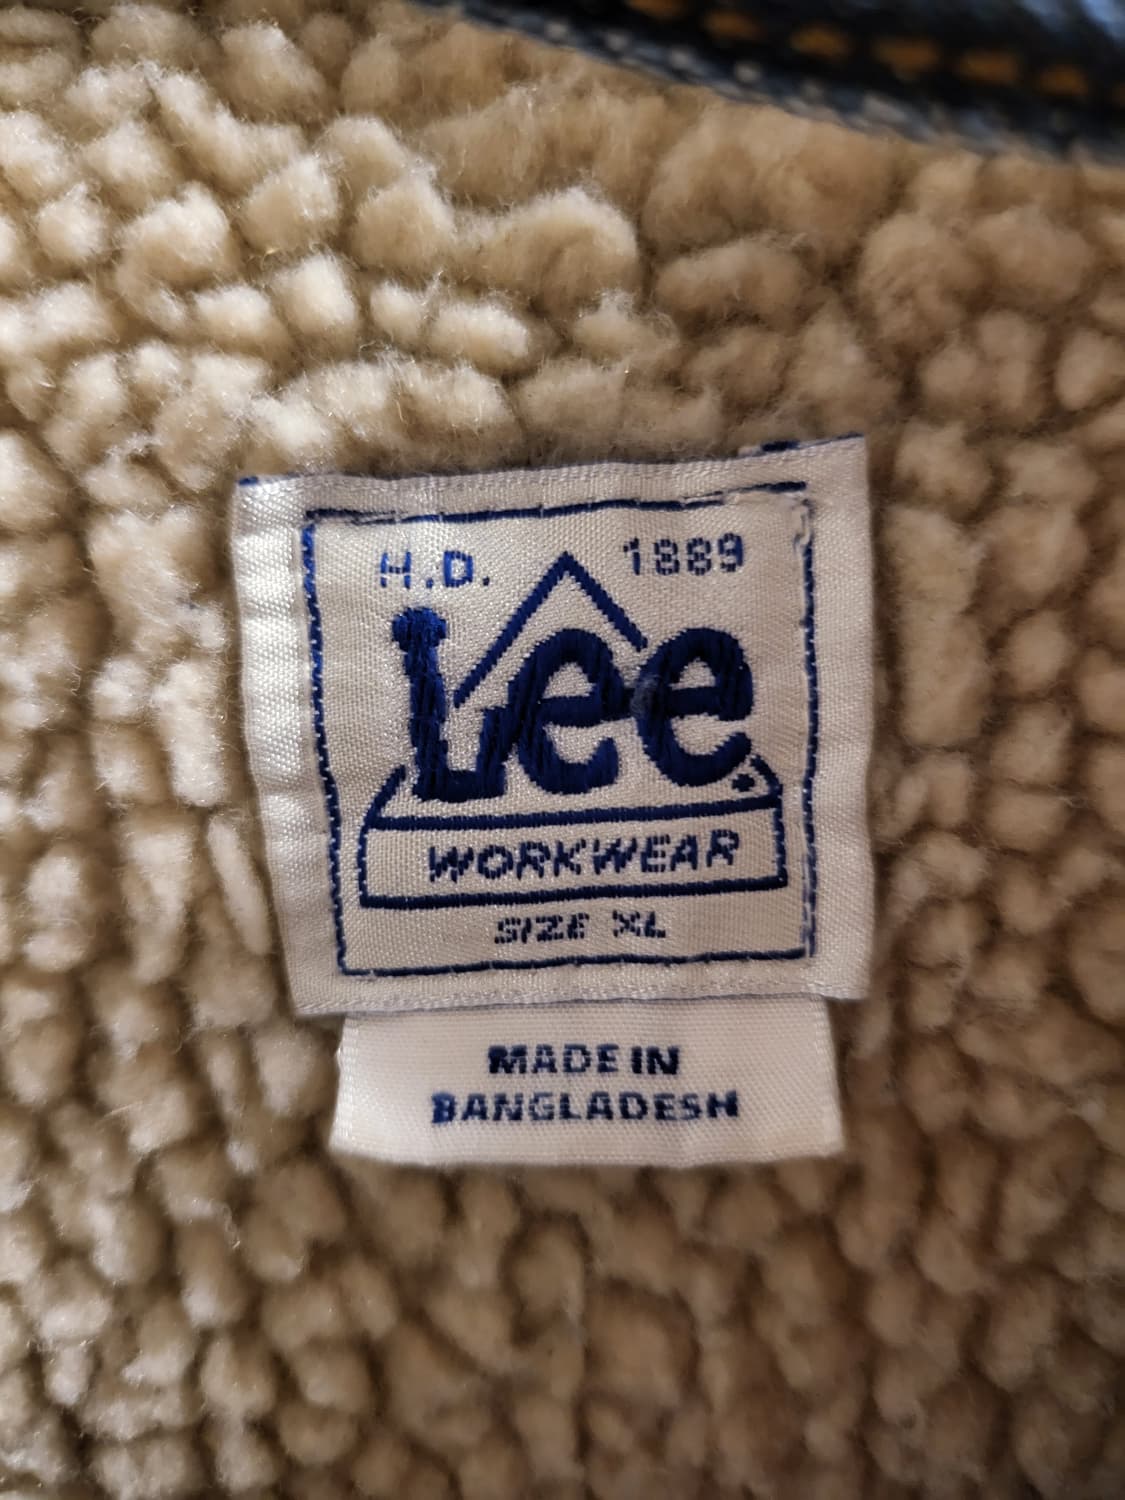 H.D. 1889
Lee
WORKWEAR
SIZE XL
MADE IN
BANGLADESH